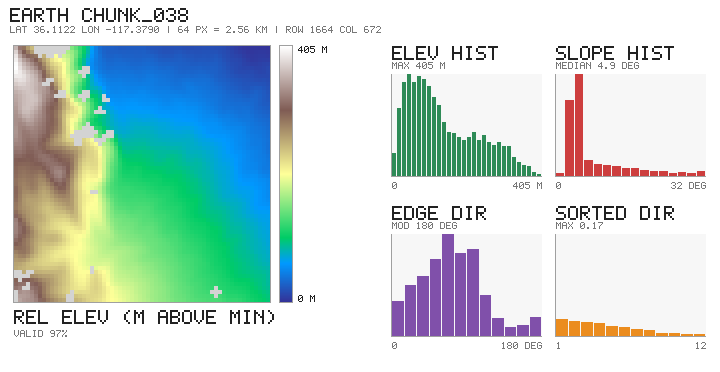 EARTH CHUNK_038
LAT 36.1122 LON -117.3790 | 64 PX = 2.56 KM | ROW 1664 COL 672
405 M
0 M
REL ELEV (M ABOVE MIN)
VALID 97%
ELEV HIST
MAX 405 M
0 405 M
SLOPE HIST
MEDIAN 4.9 DEG
0 32 DEG
EDGE DIR
MOD 180 DEG
0 180 DEG
SORTED DIR
MAX 0.17
1 12